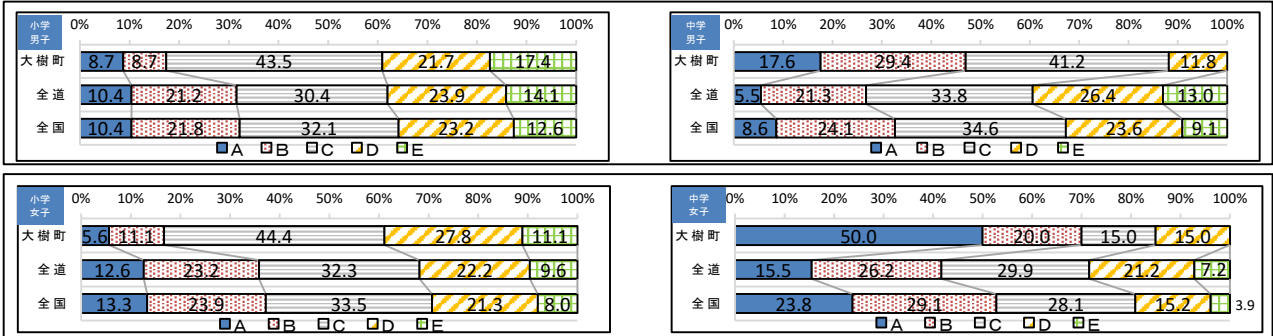 小学男子
0% 10% 20% 30% 40% 50% 60% 70% 80% 90% 100%
大樹町 8.7 8.7 43.5 21.7 17.4
全道 10.4 21.2 30.4 23.9 14.1
全国 10.4 21.8 32.1 23.2 12.6
A B C D E
中学男子
0% 10% 20% 30% 40% 50% 60% 70% 80% 90% 100%
大樹町 17.6 29.4 41.2 11.8
全道 5.5 21.3 33.8 26.4 13.0
全国 8.6 24.1 34.6 23.6 9.1
A B C D E
小学女子
0% 10% 20% 30% 40% 50% 60% 70% 80% 90% 100%
大樹町 5.6 11.1 44.4 27.8 11.1
全道 12.6 23.2 32.3 22.2 9.6
全国 13.3 23.9 33.5 21.3 8.0
A B C D E
中学女子
0% 10% 20% 30% 40% 50% 60% 70% 80% 90% 100%
大樹町 50.0 20.0 15.0 15.0
全道 15.5 26.2 29.9 21.2 7.2
全国 23.8 29.1 28.1 15.2 3.9
A B C D E